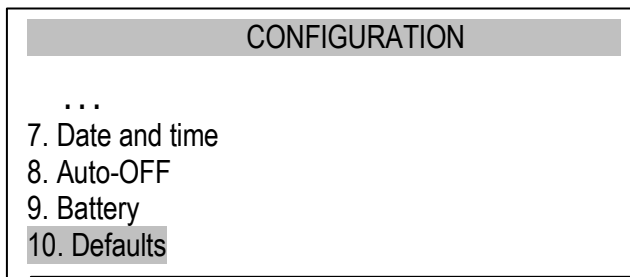 CONFIGURATION
...
7. Date and time
8. Auto-OFF
9. Battery
10. Defaults